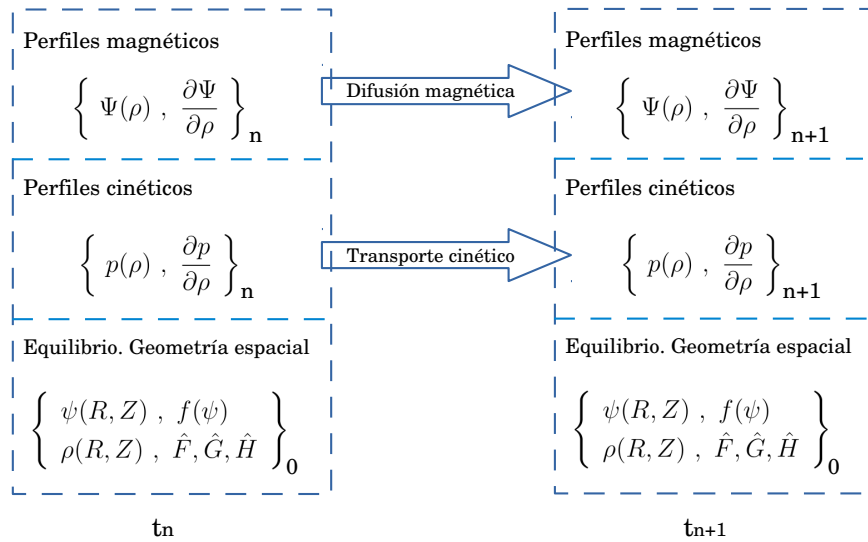 Perfiles magnéticos
{ Ψ(ρ) , ∂Ψ/∂ρ }n
Perfiles cinéticos
{ p(ρ) , ∂p/∂ρ }n
Equilibrio. Geometría espacial
{ ψ(R, Z) , f(ψ)
ρ(R, Z) , F̂, Ĝ, Ĥ }0
tn
Difusión magnética
Transporte cinético
Perfiles magnéticos
{ Ψ(ρ) , ∂Ψ/∂ρ }n+1
Perfiles cinéticos
{ p(ρ) , ∂p/∂ρ }n+1
Equilibrio. Geometría espacial
{ ψ(R, Z) , f(ψ)
ρ(R, Z) , F̂, Ĝ, Ĥ }0
tn+1